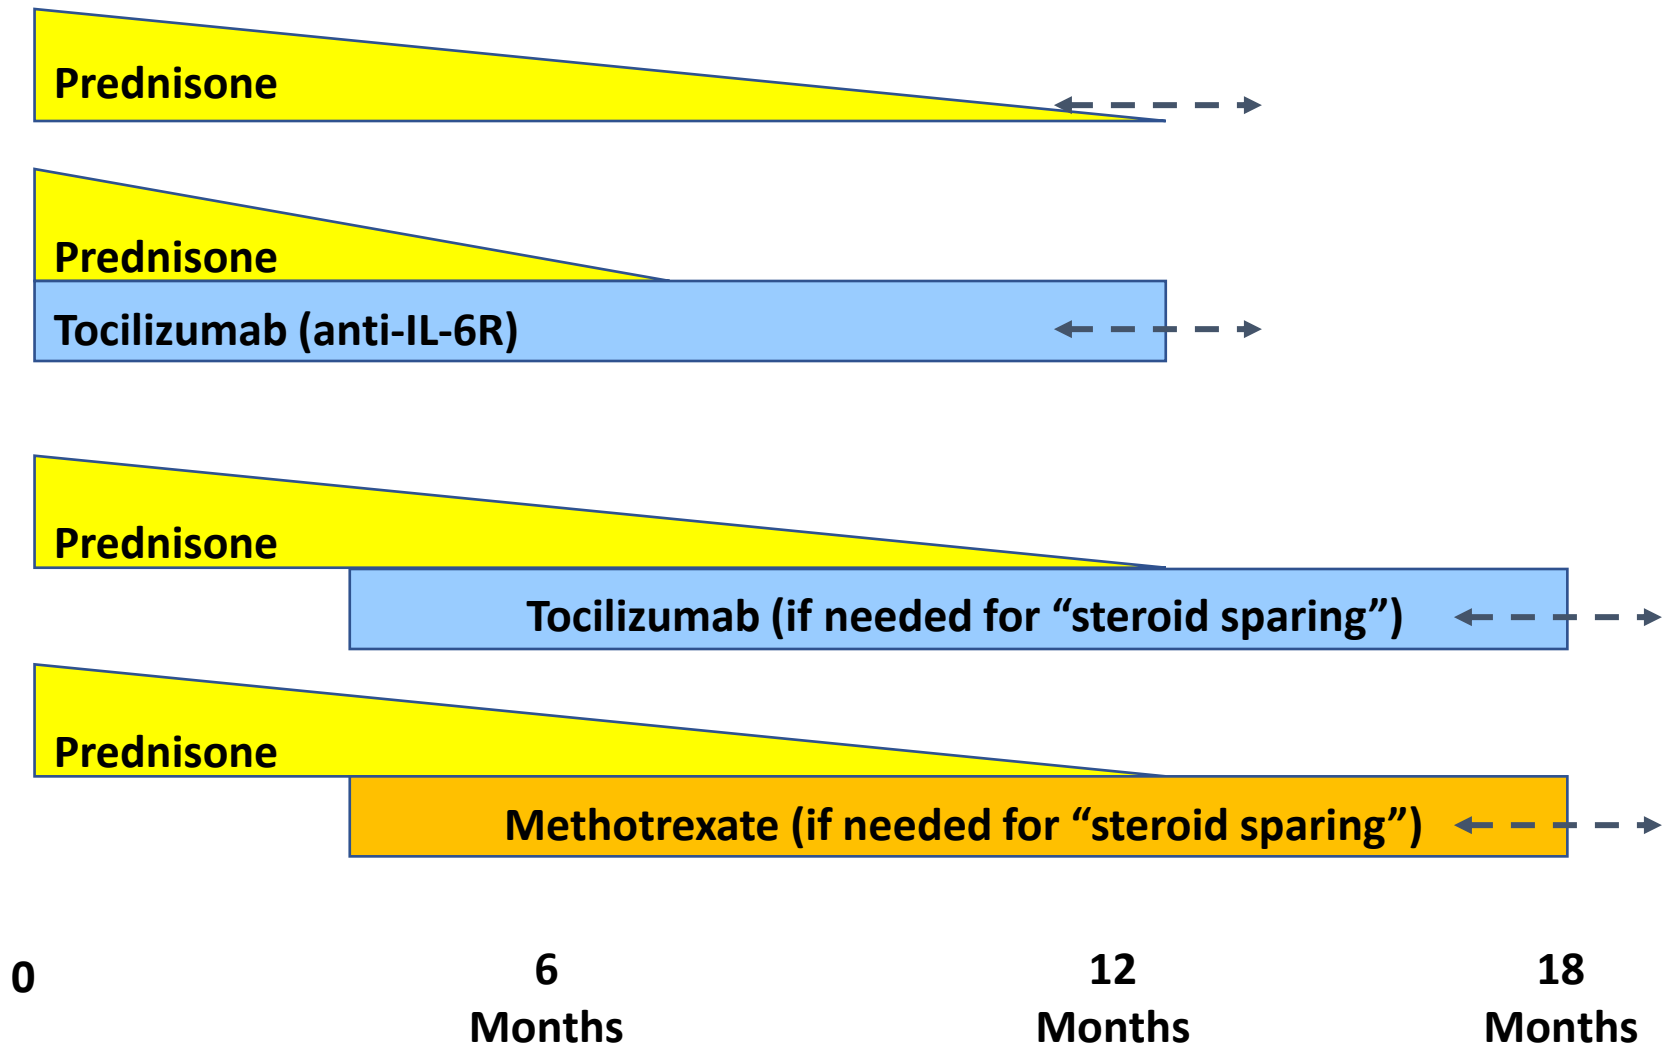 Prednisone
Prednisone
Tocilizumab (anti-IL-6R)
Prednisone
Tocilizumab (if needed for “steroid sparing”)
Prednisone
Methotrexate (if needed for “steroid sparing”)
0
6
Months
12
Months
18
Months